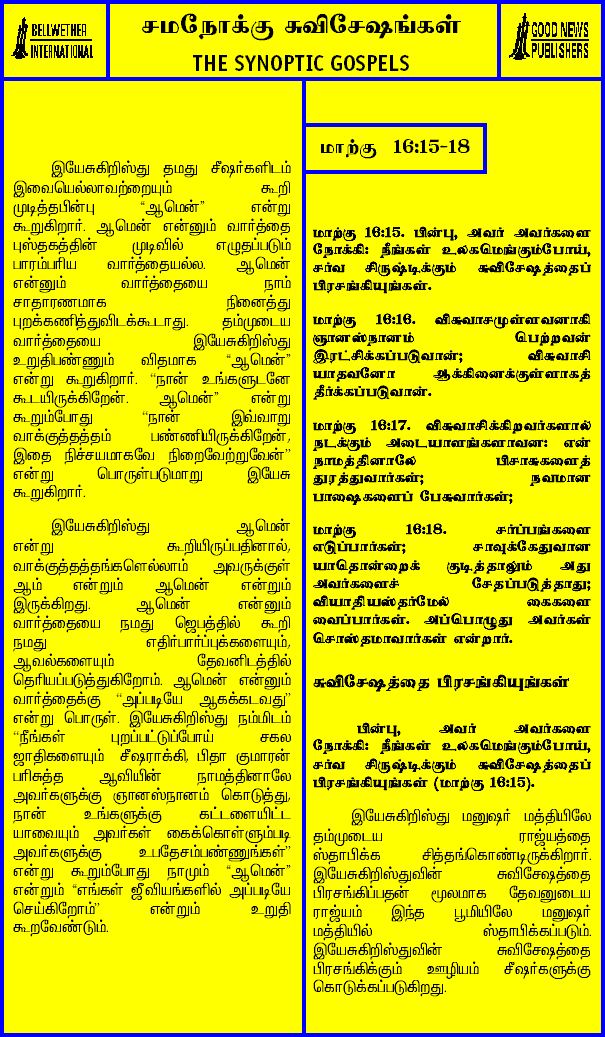 BELLWETHER
INTERNATIONAL
சமநோக்கு சுவிசேஷங்கள்
THE SYNOPTIC GOSPELS
GOOD NEWS
PUBLISHERS
இயேசுகிறிஸ்து தமது சீஷர்களிடம்
இவையெல்லாவற்றையும் கூறி
முடித்தபின்பு “ஆமென்” என்று
கூறுகிறார். ஆமென் என்னும் வார்த்தை
புஸ்தகத்தின் முடிவில் எழுதப்படும்
பாரம்பரிய வார்த்தையல்ல. ஆமென்
என்னும் வார்த்தையை நாம்
சாதாரணமாக நினைத்து
புறக்கணித்துவிடக்கூடாது. தம்முடைய
வார்த்தையை இயேசுகிறிஸ்து
உறுதிபண்ணும் விதமாக “ஆமென்”
என்று கூறுகிறார். “நான் உங்களுடனே
கூடயிருக்கிறேன். ஆமென்” என்று
கூறும்போது “நான் இவ்வாறு
வாக்குத்தத்தம் பண்ணியிருக்கிறேன்,
இதை நிச்சயமாகவே நிறைவேற்றுவேன்”
என்று பொருள்படுமாறு இயேசு
கூறுகிறார்.
இயேசுகிறிஸ்து ஆமென்
என்று கூறியிருப்பதினால்,
வாக்குத்தத்தங்களெல்லாம் அவருக்குள்
ஆம் என்றும் ஆமென் என்றும்
இருக்கிறது. ஆமென் என்னும்
வார்த்தையை நமது ஜெபத்தில் கூறி
நமது எதிர்பார்ப்புக்களையும்,
ஆவல்களையும் தேவனிடத்தில்
தெரியப்படுத்துகிறோம். ஆமென் என்னும்
வார்த்தைக்கு “அப்படியே ஆகக்கடவது”
என்று பொருள். இயேசுகிறிஸ்து நம்மிடம்
“நீங்கள் புறப்பட்டுப்போய் சகல
ஜாதிகளையும் சீஷராக்கி, பிதா குமாரன்
பரிசுத்த ஆவியின் நாமத்தினாலே
அவர்களுக்கு ஞானஸ்நானம் கொடுத்து,
நான் உங்களுக்கு கட்டளையிட்ட
யாவையும் அவர்கள் கைக்கொள்ளும்படி
அவர்களுக்கு உபதேசம்பண்ணுங்கள்”
என்று கூறும்போது நாமும் “ஆமென்”
என்றும் “எங்கள் ஜீவியங்களில் அப்படியே
செய்கிறோம்” என்றும் உறுதி
கூறவேண்டும்.
மாற்கு 16:15-18
மாற்கு 16:15. பின்பு, அவர் அவர்களை
நோக்கி: நீங்கள் உலகமெங்கும்போய்,
சர்வ சிருஷ்டிக்கும் சுவிசேஷத்தைப்
பிரசங்கியுங்கள்.
மாற்கு 16:16. விசுவாசமுள்ளவனாகி
ஞானஸ்நானம் பெற்றவன்
இரட்சிக்கப்படுவான்; விசுவாசி
யாதவனோ ஆக்கினைக்குள்ளாகத்
தீர்க்கப்படுவான்.
மாற்கு 16:17. விசுவாசிக்கிறவர்களால்
நடக்கும் அடையாளங்களாவன: என்
நாமத்தினாலே பிசாசுகளைத்
துரத்துவார்கள்; நவமான
பாஷைகளைப் பேசுவார்கள்;
மாற்கு 16:18. சர்ப்பங்களை
எடுப்பார்கள்; சாவுக்கேதுவான
யாதொன்றைக் குடித்தாலும் அது
அவர்களைச் சேதப்படுத்தாது;
வியாதியஸ்தர்மேல் கைகளை
வைப்பார்கள். அப்பொழுது அவர்கள்
சொஸ்தமாவார்கள் என்றார்.
சுவிசேஷத்தை பிரசங்கியுங்கள்
பின்பு, அவர் அவர்களை
நோக்கி: நீங்கள் உலகமெங்கும்போய்,
சர்வ சிருஷ்டிக்கும் சுவிசேஷத்தைப்
பிரசங்கியுங்கள் (மாற்கு 16:15).
இயேசுகிறிஸ்து மனுஷர் மத்தியிலே
தம்முடைய ராஜ்யத்தை
ஸ்தாபிக்க சித்தங்கொண்டிருக்கிறார்.
இயேசுகிறிஸ்துவின் சுவிசேஷத்தை
பிரசங்கிப்பதன் மூலமாக தேவனுடைய
ராஜ்யம் இந்த பூமியிலே மனுஷர்
மத்தியில் ஸ்தாபிக்கப்படும்.
இயேசுகிறிஸ்துவின் சுவிசேஷத்தை
பிரசங்கிக்கும் ஊழியம் சீஷர்களுக்கு
கொடுக்கப்படுகிறது.